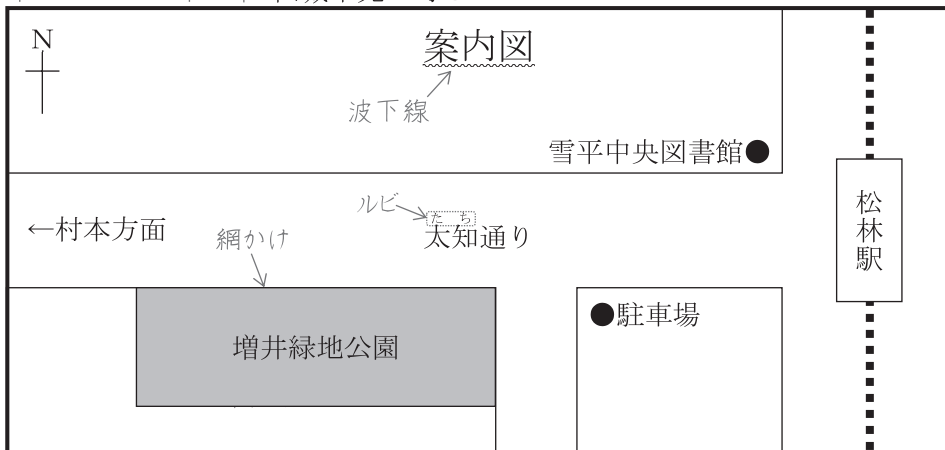 N
案内図
波下線
雪平中央図書館●
ルビ
たち
太知通り
←村本方面
網かけ
松林駅
●駐車場
増井緑地公園